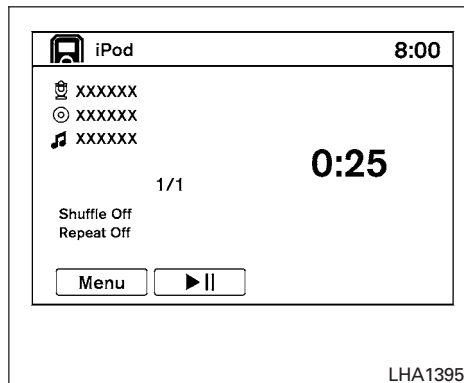 iPod 8:00
XXXXXX
XXXXXX
XXXXXX
0:25
1/1
Shuffle Off
Repeat Off
Menu
LHA1395